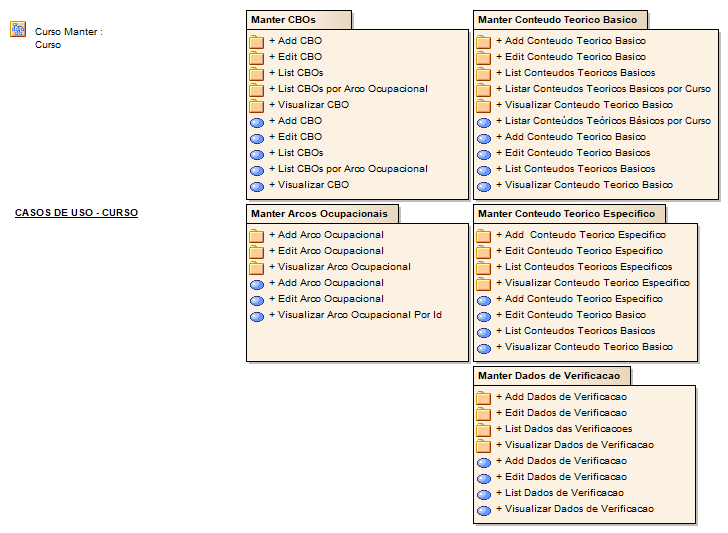 Curso Manter :
Curso
CASOS DE USO - CURSO
Manter CBOs
+ Add CBO
+ Edit CBO
+ List CBOs
+ List CBOs por Arco Ocupacional
+ Visualizar CBO
+ Add CBO
+ Edit CBO
+ List CBOs
+ List CBOs por Arco Ocupacional
+ Visualizar CBO
Manter Conteudo Teorico Basico
+ Add Conteudo Teorico Basico
+ Edit Conteudo Teorico Basico
+ List Conteudos Teoricos Basicos
+ Listar Conteudos Teoricos Basicos por Curso
+ Visualizar Conteudo Teorico Basico
+ Listar Conteúdos Teóricos Básicos por Curso
+ Add Conteudo Teorico Basico
+ Edit Conteudo Teorico Basicos
+ List Conteudos Teoricos Basicos
+ Visualizar Conteudo Teorico Basico
Manter Arcos Ocupacionais
+ Add Arco Ocupacional
+ Edit Arco Ocupacional
+ Visualizar Arco Ocupacional
+ Add Arco Ocupacional
+ Edit Arco Ocupacional
+ Visualizar Arco Ocupacional Por Id
Manter Conteudo Teorico Especifico
+ Add  Conteudo Teorico Especifico
+ Edit Conteudo Teorico Especifico
+ List Conteudos Teoricos Especificos
+ Visualizar Conteudo Teorico Especifico
+ Add Conteudo Teorico Especifico
+ Edit Conteudo Teorico Basico
+ List Conteudos Teoricos Basicos
+ Visualizar Conteudo Teorico Basico
Manter Dados de Verificacao
+ Add Dados de Verificacao
+ Edit Dados de Verificacao
+ List Dados das Verificacoes
+ Visualizar Dados de Verificacao
+ Add Dados de Verificacao
+ Edit Dados de Verificacao
+ List Dados de Verificacao
+ Visualizar Dados de Verificacao